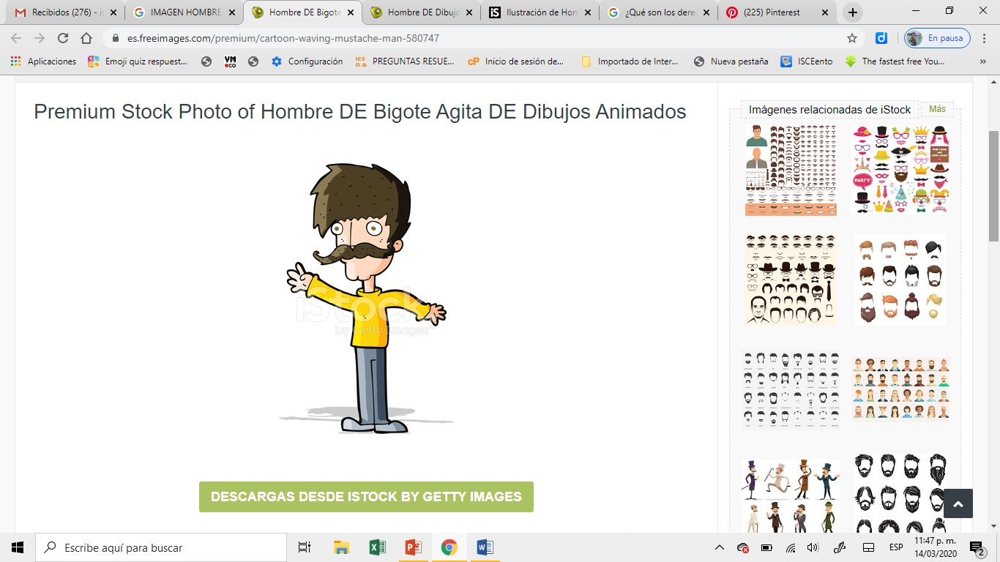 Recibidos (276) - i
IMAGEN HOMBRE
Hombre DE Bigote
Hombre DE Dibujo
Ilustración de Hom
¿Qué son los dere
(225) Pinterest
es.freeimages.com/premium/cartoon-waving-mustache-man-580747
En pausa
Aplicaciones
Emoji quiz respuest...
VM
CO
Configuración
PREGUNTAS RESUE...
Inicio de sesión de...
Importado de Inter...
Nueva pestaña
ISCEento
The fastest free You...
Premium Stock Photo of Hombre DE Bigote Agita DE Dibujos Animados
Imágenes relacionadas de iStock
Más
PARTY!
iStock
by Getty Images
DESCARGAS DESDE ISTOCK BY GETTY IMAGES
Escribe aquí para buscar
ESP
11:47 p. m.
14/03/2020
2